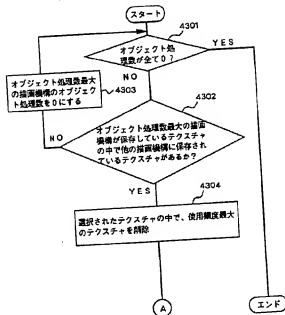 スタート
4301
オブジェクト処
理数が全て0?
YES
NO
オブジェクト処理数最大
の描画機構のオブジェク
ト処理数を0にする
4303
4302
オブジェクト処理数最大の描画
機構が保存しているテクスチャ
の中で他の描画機構に保存され
ているテクスチャがあるか?
NO
YES
4304
選択されたテクスチャの中で、使用頻度最大
のテクスチャを削除
A
エンド